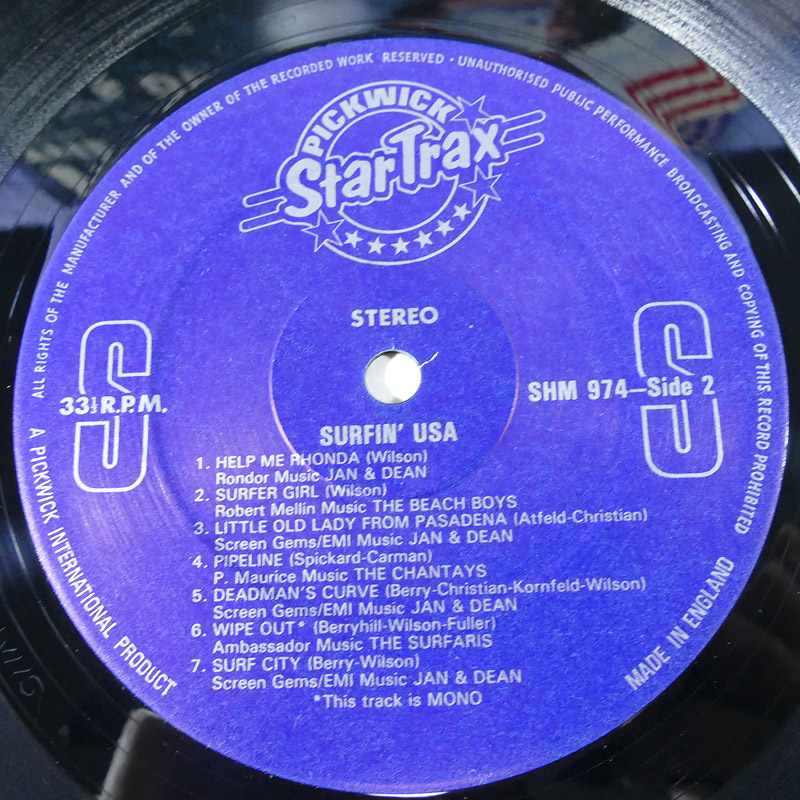 ALL RIGHTS OF THE MANUFACTURER AND OF THE OWNER OF THE RECORDED WORK RESERVED · UNAUTHORISED PUBLIC PERFORMANCE BROADCASTING AND COPYING OF THIS RECORD PROHIBITED
PICKWICK
StarTrax
STEREO
33⅓ R.P.M.
SHM 974—Side 2
SURFIN' USA
1. HELP ME RHONDA (Wilson)
Rondor Music JAN & DEAN
2. SURFER GIRL (Wilson)
Robert Mellin Music THE BEACH BOYS
3. LITTLE OLD LADY FROM PASADENA (Atfeld-Christian)
Screen Gems/EMI Music JAN & DEAN
4. PIPELINE (Spickard-Carman)
P. Maurice Music THE CHANTAYS
5. DEADMAN'S CURVE (Berry-Christian-Kornfeld-Wilson)
Screen Gems/EMI Music JAN & DEAN
6. WIPE OUT* (Berryhill-Wilson-Fuller)
Ambassador Music THE SURFARIS
7. SURF CITY (Berry-Wilson)
Screen Gems/EMI Music JAN & DEAN
*This track is MONO
A PICKWICK INTERNATIONAL PRODUCT
MADE IN ENGLAND